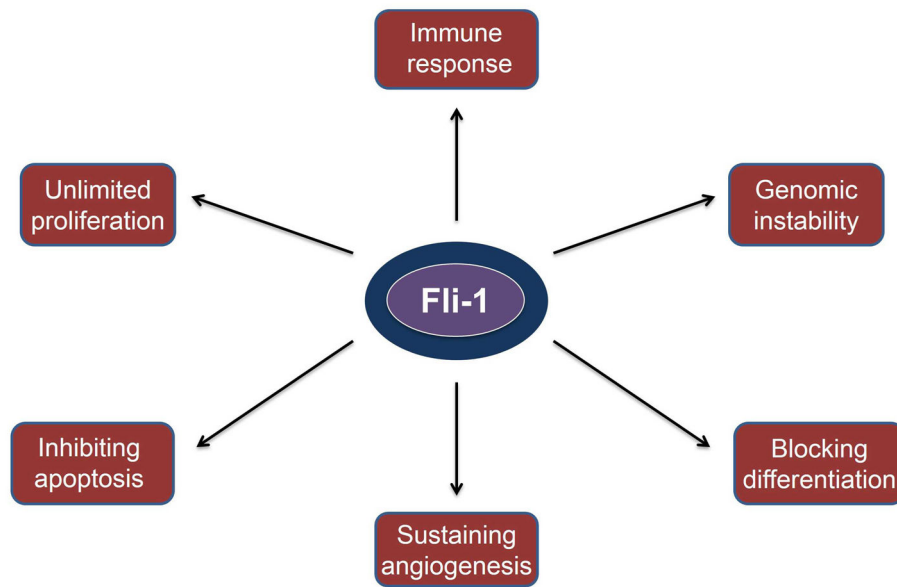 Immune
response
Unlimited
proliferation
Genomic
instability
Fli-1
Inhibiting
apoptosis
Blocking
differentiation
Sustaining
angiogenesis